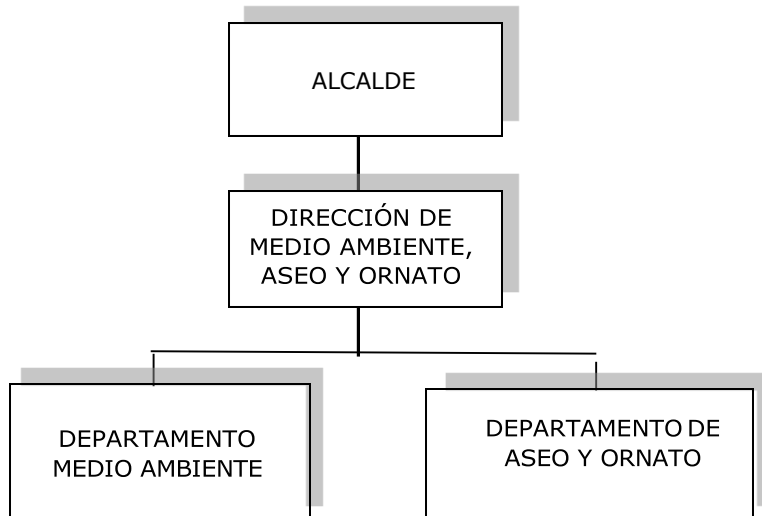 ALCALDE
DIRECCIÓN DE
MEDIO AMBIENTE,
ASEO Y ORNATO
DEPARTAMENTO
MEDIO AMBIENTE
DEPARTAMENTO DE
ASEO Y ORNATO